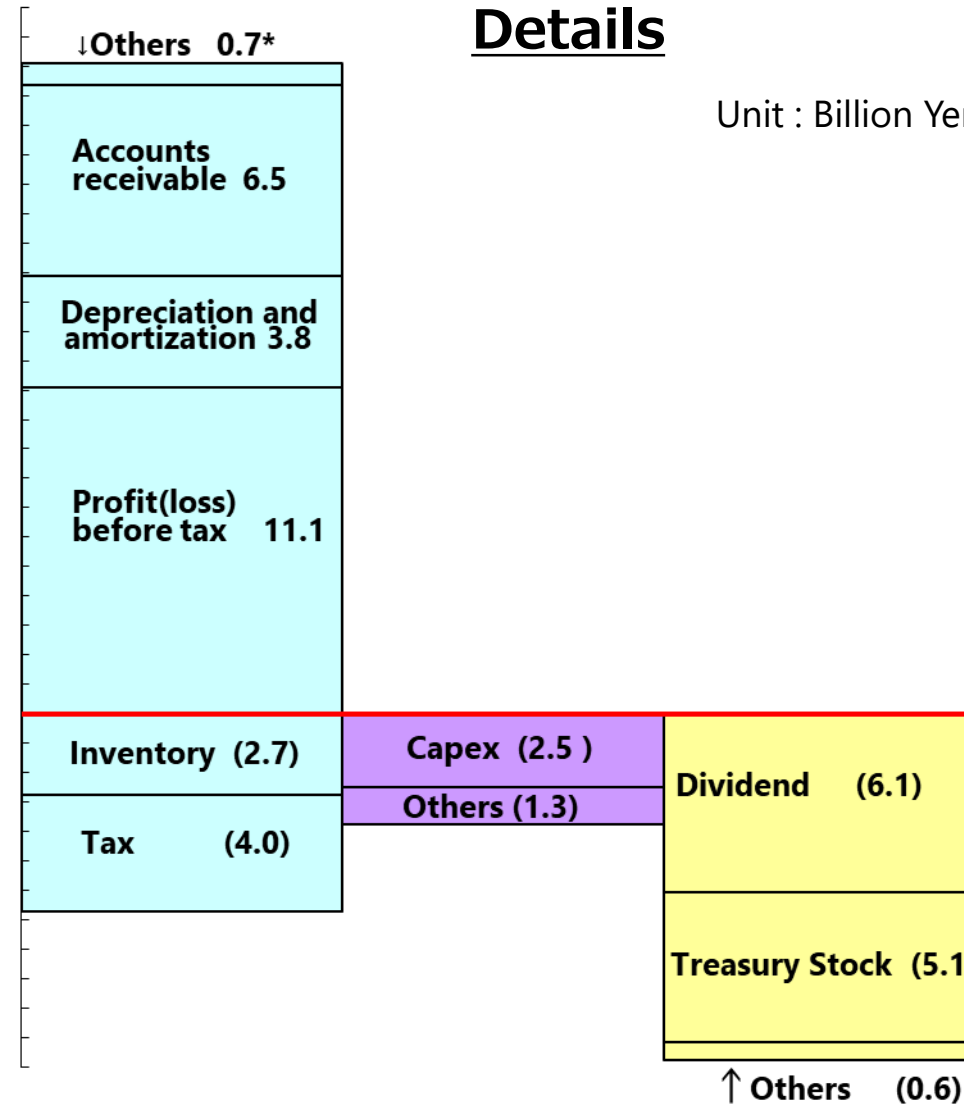 Details
↓Others 0.7*
Unit : Billion Yen
Accounts
receivable 6.5
Depreciation and
amortization 3.8
Profit(loss)
before tax 11.1
Inventory (2.7)
Capex (2.5 )
Dividend (6.1)
Others (1.3)
Tax (4.0)
Treasury Stock (5.1
↑ Others (0.6)